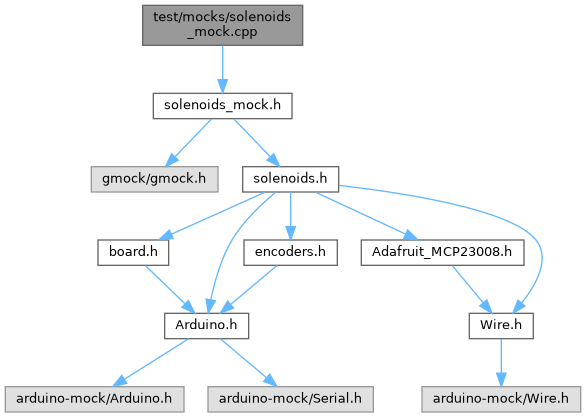 test/mocks/solenoids
_mock.cpp
solenoids_mock.h
gmock/gmock.h
solenoids.h
board.h
encoders.h
Adafruit_MCP23008.h
Arduino.h
Wire.h
arduino-mock/Arduino.h
arduino-mock/Serial.h
arduino-mock/Wire.h